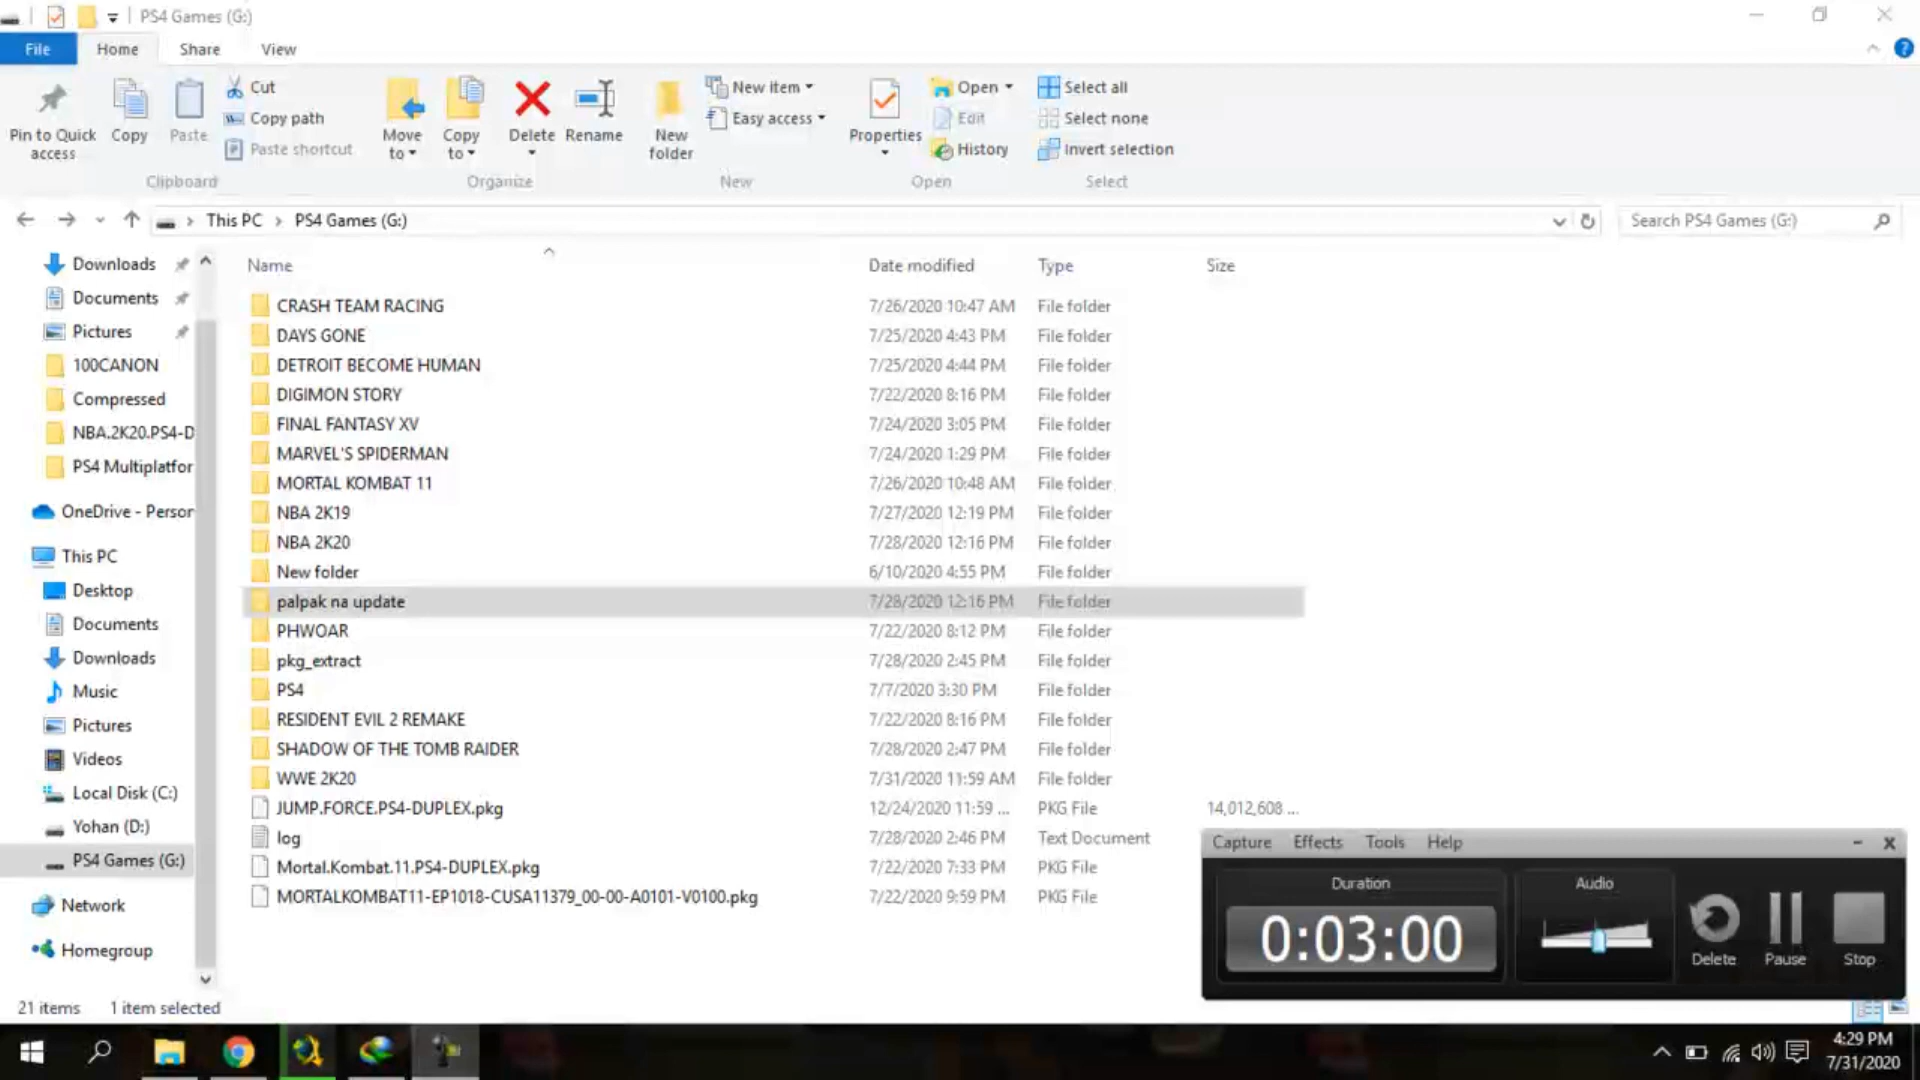 PS4 Games (G:)
File Home Share View
Pin to Quick access
Copy
Paste
Cut
Copy path
Paste shortcut
Clipboard
Move to
Copy to
Delete
Rename
Organize
New folder
New item
Easy access
New
Properties
Open
Edit
History
Open
Select all
Select none
Invert selection
Select
This PC PS4 Games (G:)
Search PS4 Games (G:)
Downloads
Documents
Pictures
100CANON
Compressed
NBA.2K20.PS4-D
PS4 Multiplatfor
OneDrive - Person
This PC
Desktop
Documents
Downloads
Music
Pictures
Videos
Local Disk (C:)
Yohan (D:)
PS4 Games (G:)
Network
Homegroup
Name Date modified Type Size
CRASH TEAM RACING 7/26/2020 10:47 AM File folder
DAYS GONE 7/25/2020 4:43 PM File folder
DETROIT BECOME HUMAN 7/25/2020 4:44 PM File folder
DIGIMON STORY 7/22/2020 8:16 PM File folder
FINAL FANTASY XV 7/24/2020 3:05 PM File folder
MARVEL'S SPIDERMAN 7/24/2020 1:29 PM File folder
MORTAL KOMBAT 11 7/26/2020 10:48 AM File folder
NBA 2K19 7/27/2020 12:19 PM File folder
NBA 2K20 7/28/2020 12:16 PM File folder
New folder 6/10/2020 4:55 PM File folder
palpak na update 7/28/2020 12:16 PM File folder
PHWOAR 7/22/2020 8:12 PM File folder
pkg_extract 7/28/2020 2:45 PM File folder
PS4 7/7/2020 3:30 PM File folder
RESIDENT EVIL 2 REMAKE 7/22/2020 8:16 PM File folder
SHADOW OF THE TOMB RAIDER 7/28/2020 2:47 PM File folder
WWE 2K20 7/31/2020 11:59 AM File folder
JUMP.FORCE.PS4-DUPLEX.pkg 12/24/2020 11:59 ... PKG File 14,012,608 ...
log 7/28/2020 2:46 PM Text Document
Mortal.Kombat.11.PS4-DUPLEX.pkg 7/22/2020 7:33 PM PKG File
MORTALKOMBAT11-EP1018-CUSA11379_00-00-A0101-V0100.pkg 7/22/2020 9:59 PM PKG File
Capture Effects Tools Help
Duration
0:03:00
Audio
Delete
Pause
Stop
21 items 1 item selected
4:29 PM
7/31/2020